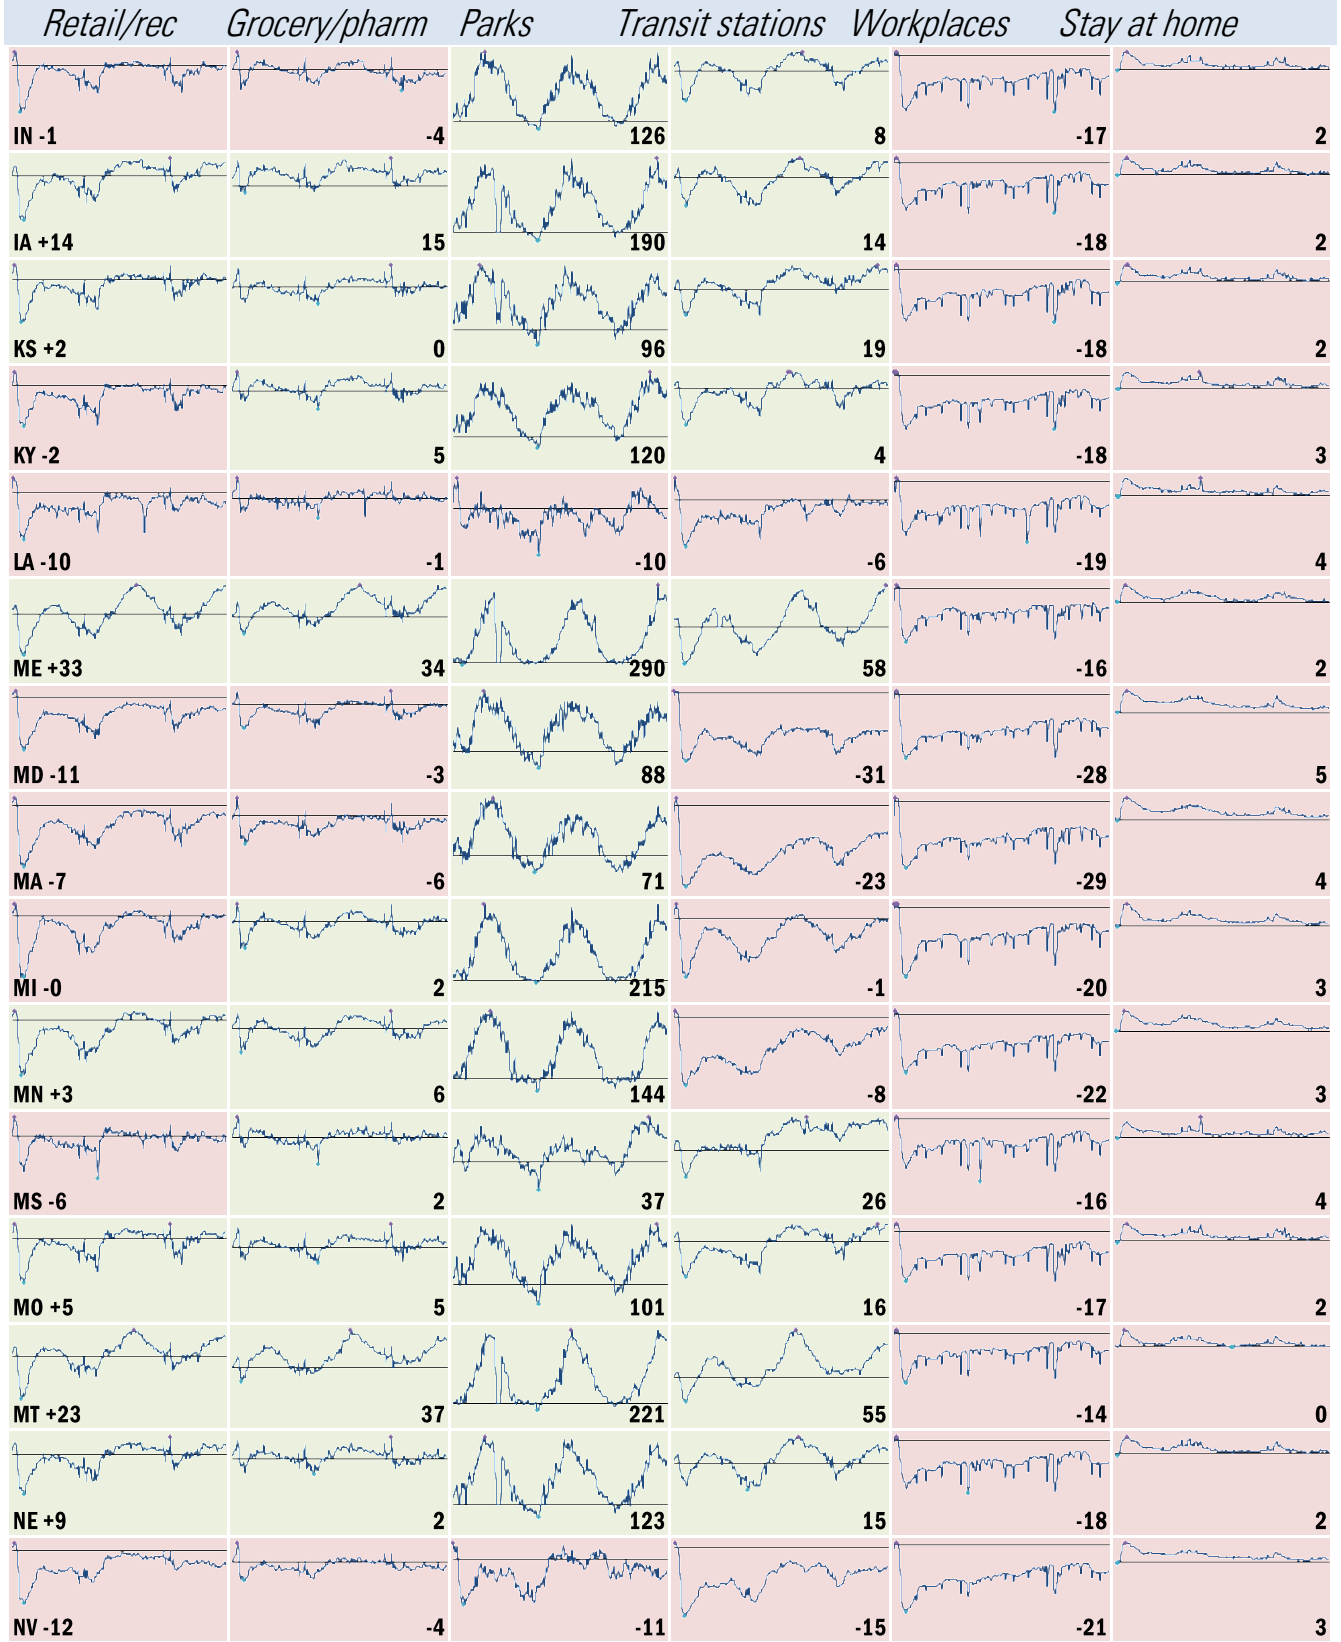 Retail/rec Grocery/pharm Parks Transit stations Workplaces Stay at home
IN -1 -4 126 8 -17 2
IA +14 15 190 14 -18 2
KS +2 0 96 19 -18 2
KY -2 5 120 4 -18 3
LA -10 -1 -10 -6 -19 4
ME +33 34 290 58 -16 2
MD -11 -3 88 -31 -28 5
MA -7 -6 71 -23 -29 4
MI -0 2 215 -1 -20 3
MN +3 6 144 -8 -22 3
MS -6 2 37 26 -16 4
MO +5 5 101 16 -17 2
MT +23 37 221 55 -14 0
NE +9 2 123 15 -18 2
NV -12 -4 -11 -15 -21 3